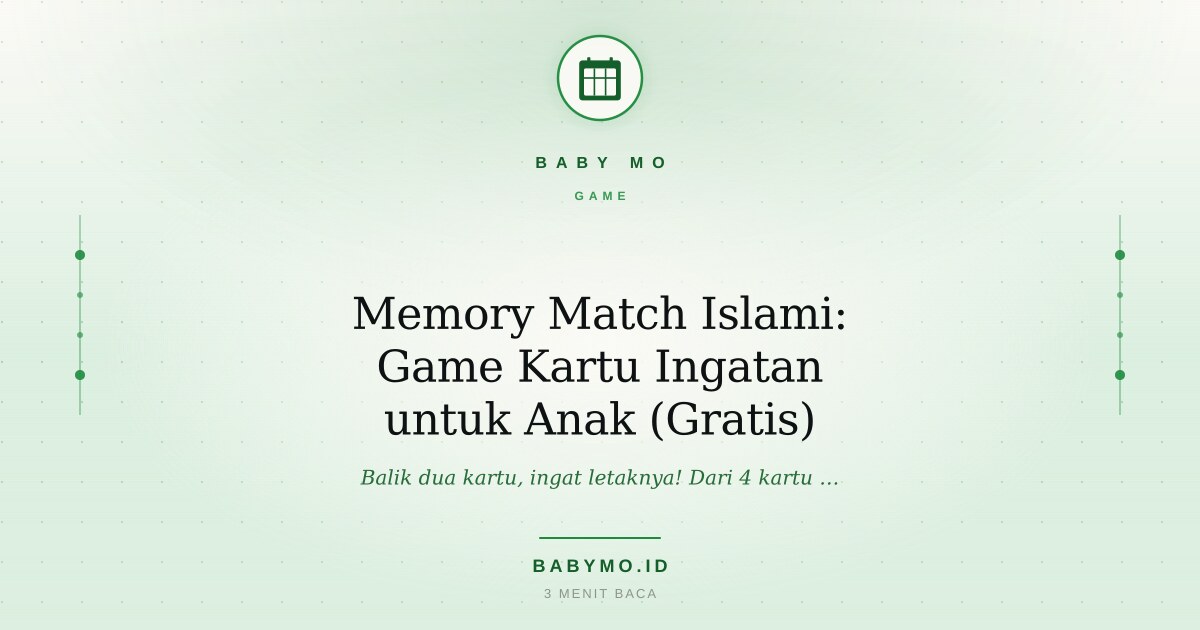 BABY MO
GAME
Memory Match Islami:
Game Kartu Ingatan
untuk Anak (Gratis)
Balik dua kartu, ingat letaknya! Dari 4 kartu ...
BABYMO.ID
3 MENIT BACA